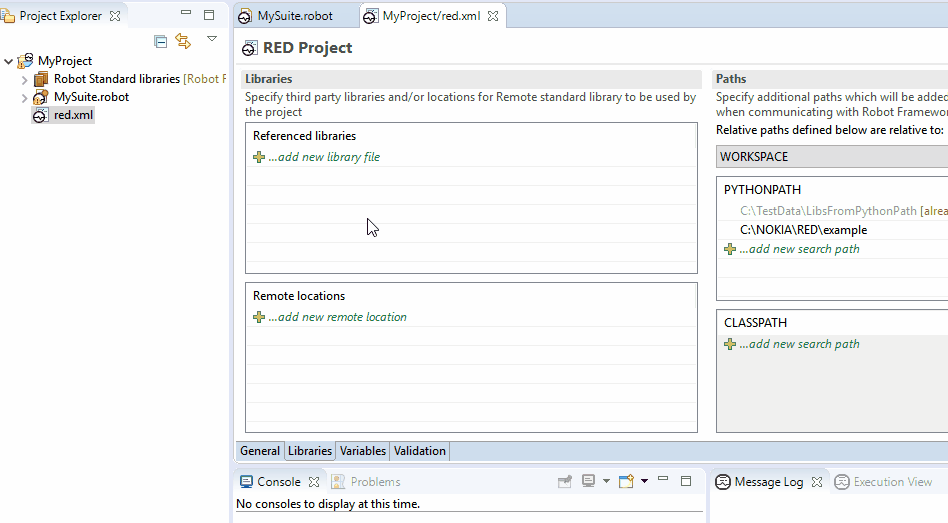 Project Explorer
MyProject
Robot Standard libraries [Robot F
MySuite.robot
red.xml
MySuite.robot
MyProject/red.xml
RED Project
Libraries
Specify third party libraries and/or locations for Remote standard library to be used by
the project
Referenced libraries
...add new library file
Remote locations
...add new remote location
Paths
Specify additional paths which will be added
when communicating with Robot Framewor
Relative paths defined below are relative to:
WORKSPACE
PYTHONPATH
C:\TestData\LibsFromPythonPath [alrea
C:\NOKIA\RED\example
...add new search path
CLASSPATH
...add new search path
General
Libraries
Variables
Validation
Console
Problems
No consoles to display at this time.
Message Log
Execution View